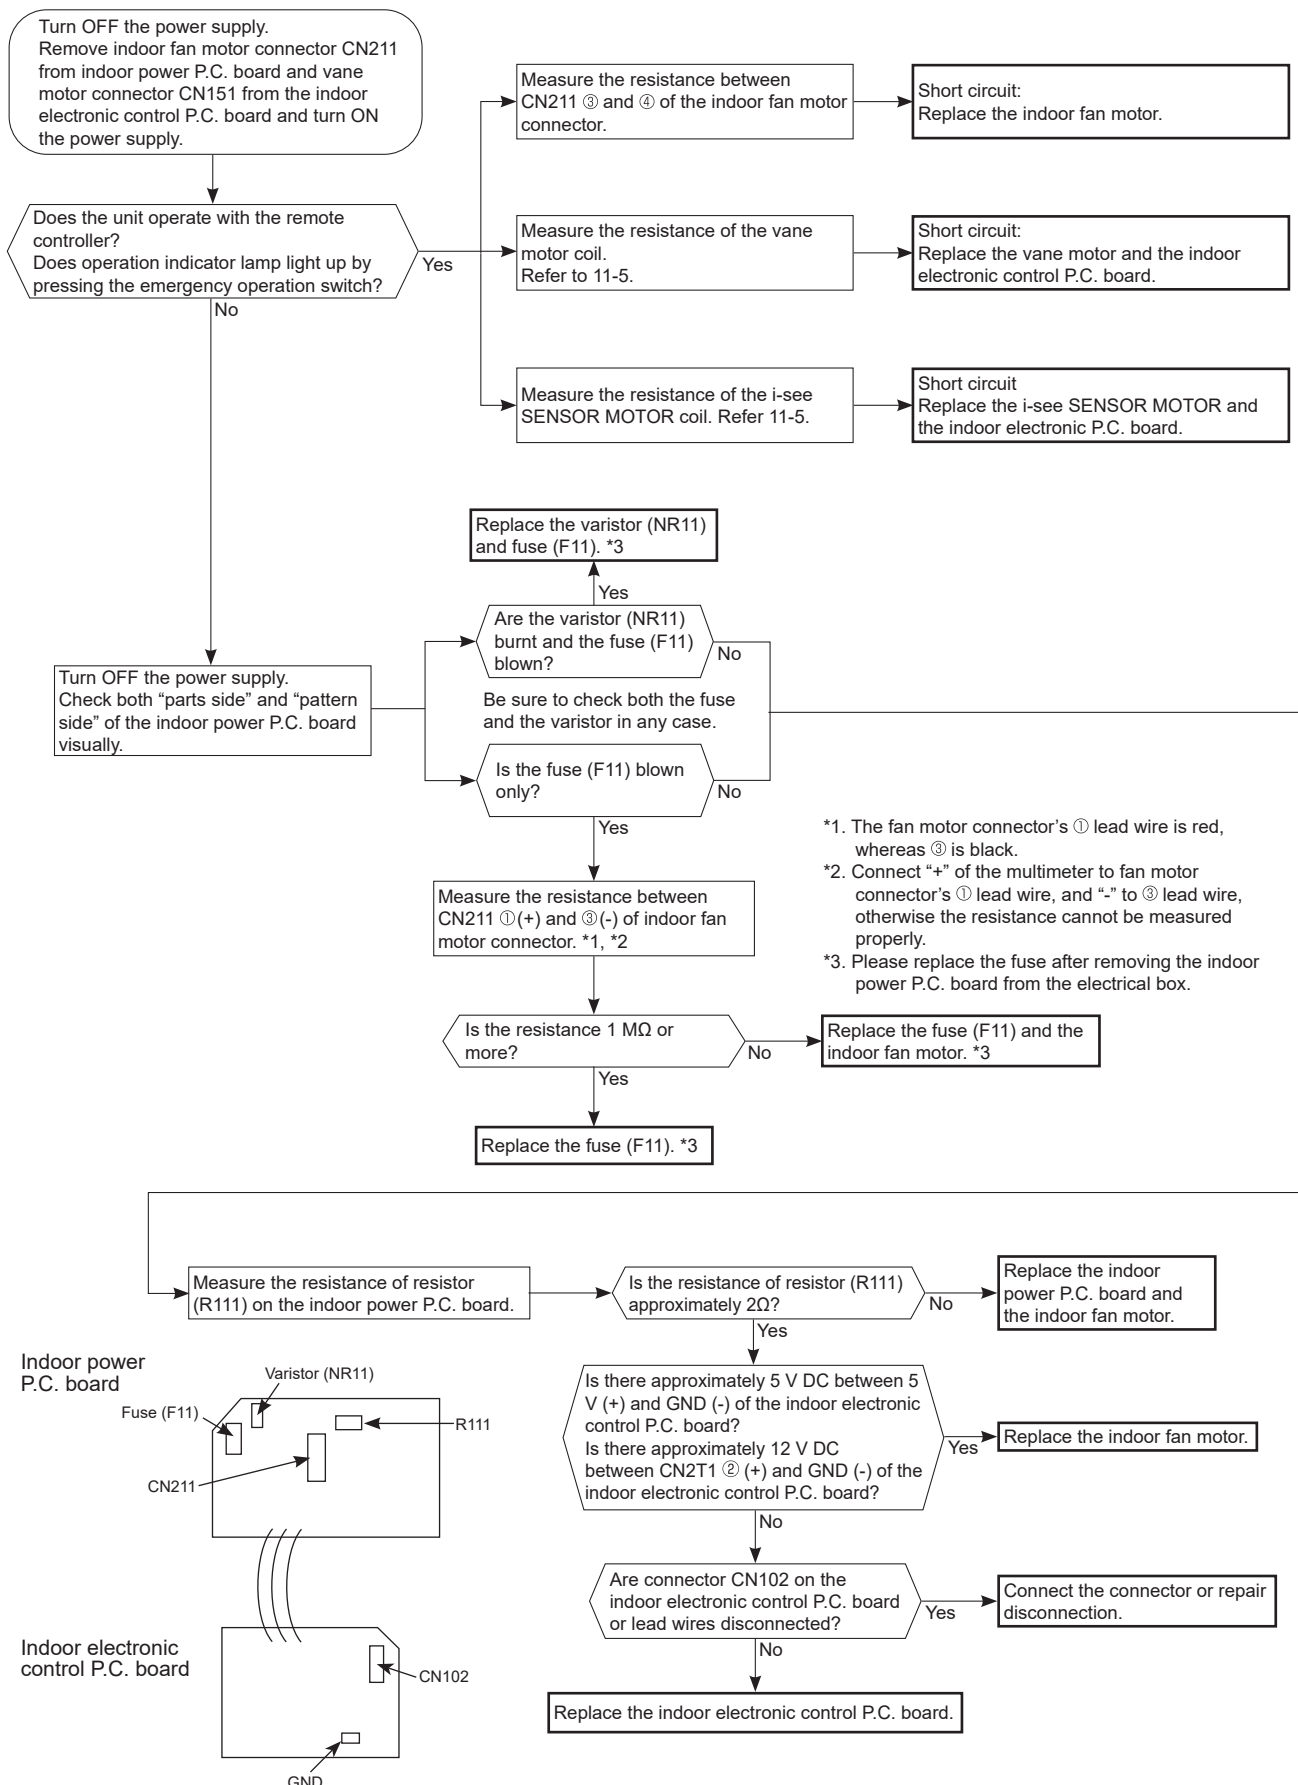 Turn OFF the power supply.
Remove indoor fan motor connector CN211
from indoor power P.C. board and vane
motor connector CN151 from the indoor
electronic control P.C. board and turn ON
the power supply.
Does the unit operate with the remote
controller?
Does operation indicator lamp light up by
pressing the emergency operation switch?
Yes
No
Measure the resistance between
CN211 ③ and ④ of the indoor fan motor
connector.
Short circuit:
Replace the indoor fan motor.
Measure the resistance of the vane
motor coil.
Refer to 11-5.
Short circuit:
Replace the vane motor and the indoor
electronic control P.C. board.
Measure the resistance of the i-see
SENSOR MOTOR coil. Refer 11-5.
Short circuit
Replace the i-see SENSOR MOTOR and
the indoor electronic P.C. board.
Replace the varistor (NR11)
and fuse (F11). *3
Yes
Are the varistor (NR11)
burnt and the fuse (F11)
blown?
No
Turn OFF the power supply.
Check both “parts side” and “pattern
side” of the indoor power P.C. board
visually.
Be sure to check both the fuse
and the varistor in any case.
Is the fuse (F11) blown
only?
No
Yes
Measure the resistance between
CN211 ①(+) and ③(-) of indoor fan
motor connector. *1, *2
*1. The fan motor connector’s ① lead wire is red,
whereas ③ is black.
*2. Connect “+” of the multimeter to fan motor
connector’s ① lead wire, and “-” to ③ lead wire,
otherwise the resistance cannot be measured
properly.
*3. Please replace the fuse after removing the indoor
power P.C. board from the electrical box.
Is the resistance 1 MΩ or
more?
No
Replace the fuse (F11) and the
indoor fan motor. *3
Yes
Replace the fuse (F11). *3
Measure the resistance of resistor
(R111) on the indoor power P.C. board.
Is the resistance of resistor (R111)
approximately 2Ω?
No
Replace the indoor
power P.C. board and
the indoor fan motor.
Yes
Is there approximately 5 V DC between 5
V (+) and GND (-) of the indoor electronic
control P.C. board?
Is there approximately 12 V DC
between CN2T1 ② (+) and GND (-) of the
indoor electronic control P.C. board?
Yes
Replace the indoor fan motor.
No
Are connector CN102 on the
indoor electronic control P.C. board
or lead wires disconnected?
Yes
Connect the connector or repair
disconnection.
No
Replace the indoor electronic control P.C. board.
Indoor power
P.C. board
Varistor (NR11)
Fuse (F11)
R111
CN211
Indoor electronic
control P.C. board
CN102
GND